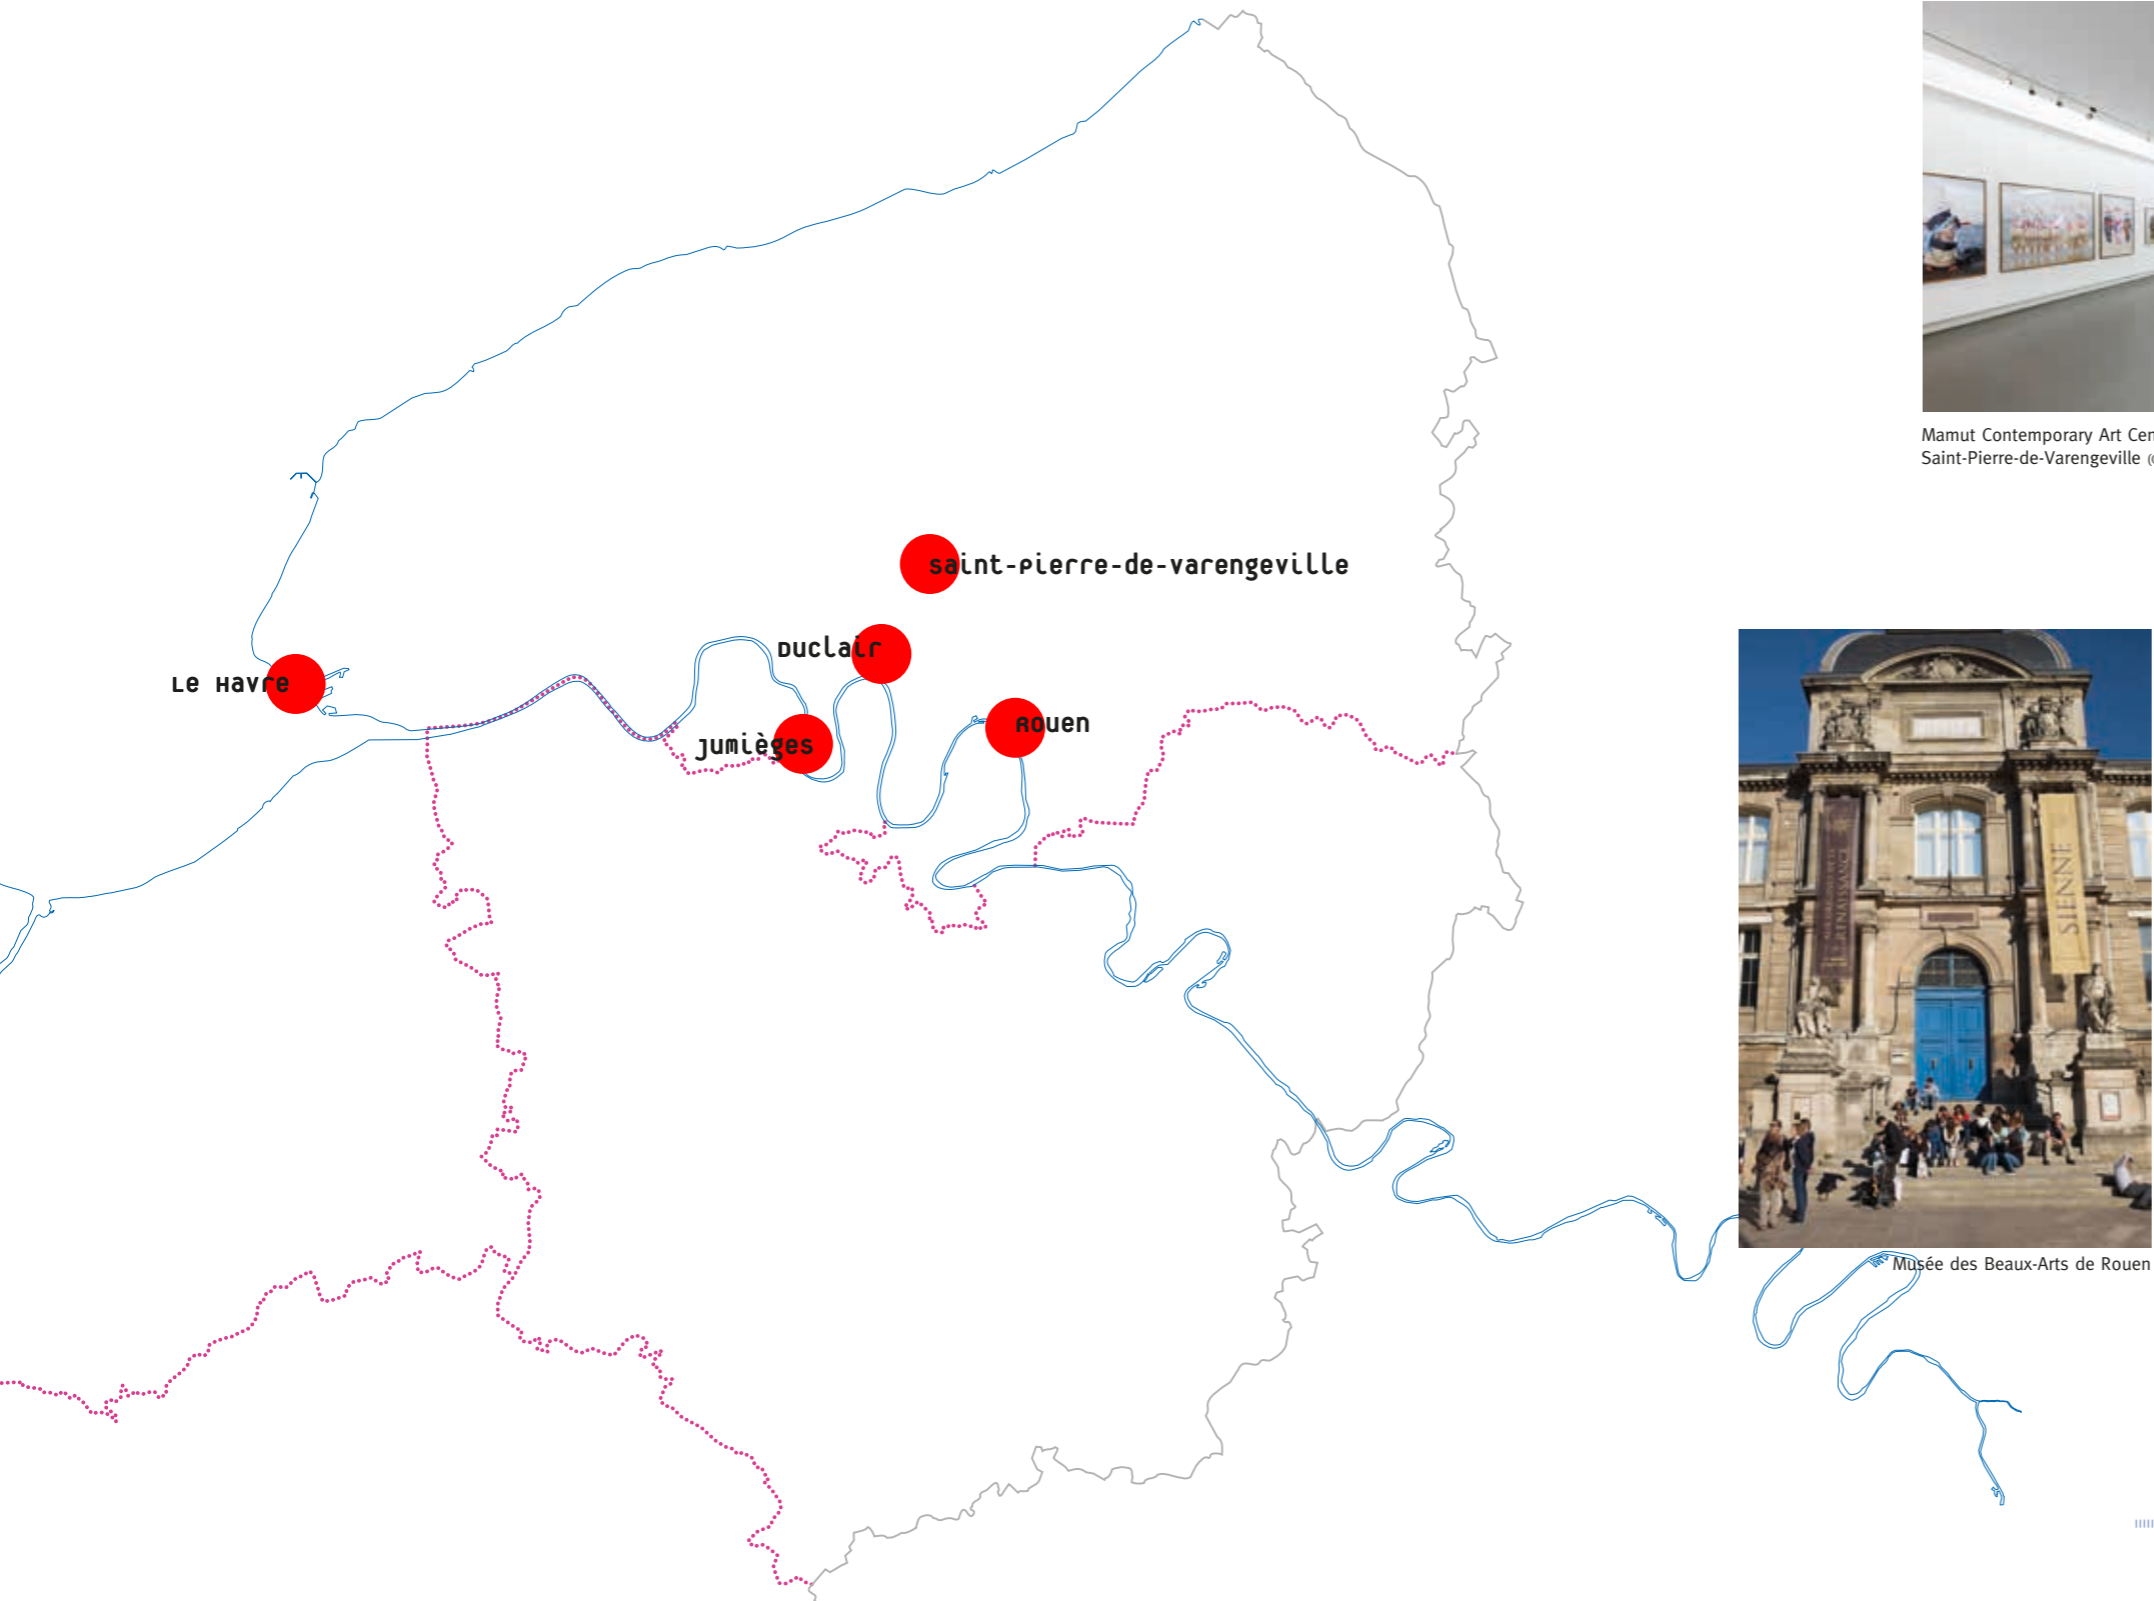 Mamut Contemporary Art Cen
Saint-Pierre-de-Varengeville
saint-pierre-de-varengeville
Duclair
Le Havre
Rouen
jumièges
RENAISSANCE
SIENNE
Musée des Beaux-Arts de Rouen